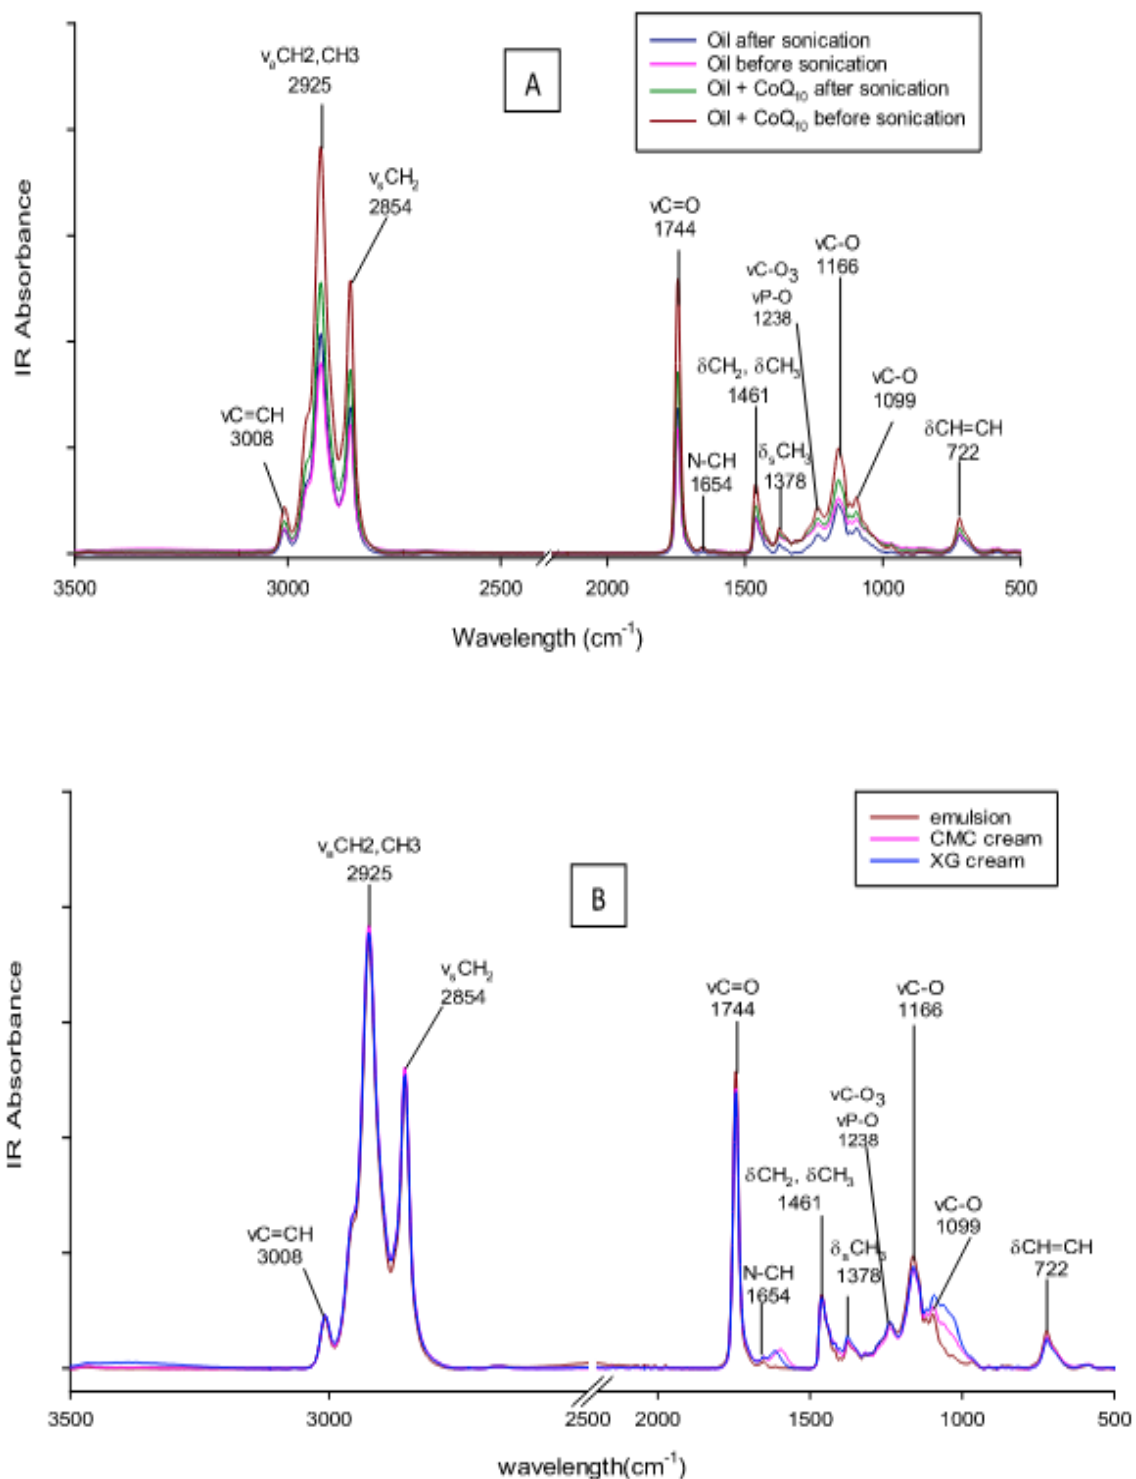 Oil after sonication
Oil before sonication
Oil + CoQ₁₀ after sonication
Oil + CoQ₁₀ before sonication
A
νₐCH2,CH3
2925
νₛCH₂
2854
νC=CH
3008
νC=O
1744
νC-O₃
νP-O
1238
νC-O
1166
δCH₂, δCH₃
1461
νC-O
1099
N-CH
1654
δₛCH₃
1378
δCH=CH
722
IR Absorbance
3500 3000 2500 2000 1500 1000 500
Wavelength (cm⁻¹)
emulsion
CMC cream
XG cream
B
νₐCH2,CH3
2925
νₛCH₂
2854
νC=CH
3008
νC=O
1744
νC-O
1166
νC-O₃
νP-O
1238
δCH₂, δCH₃
1461
νC-O
1099
N-CH
1654
δₛCH₃
1378
δCH=CH
722
IR Absorbance
3500 3000 2500 2000 1500 1000 500
wavelength(cm⁻¹)